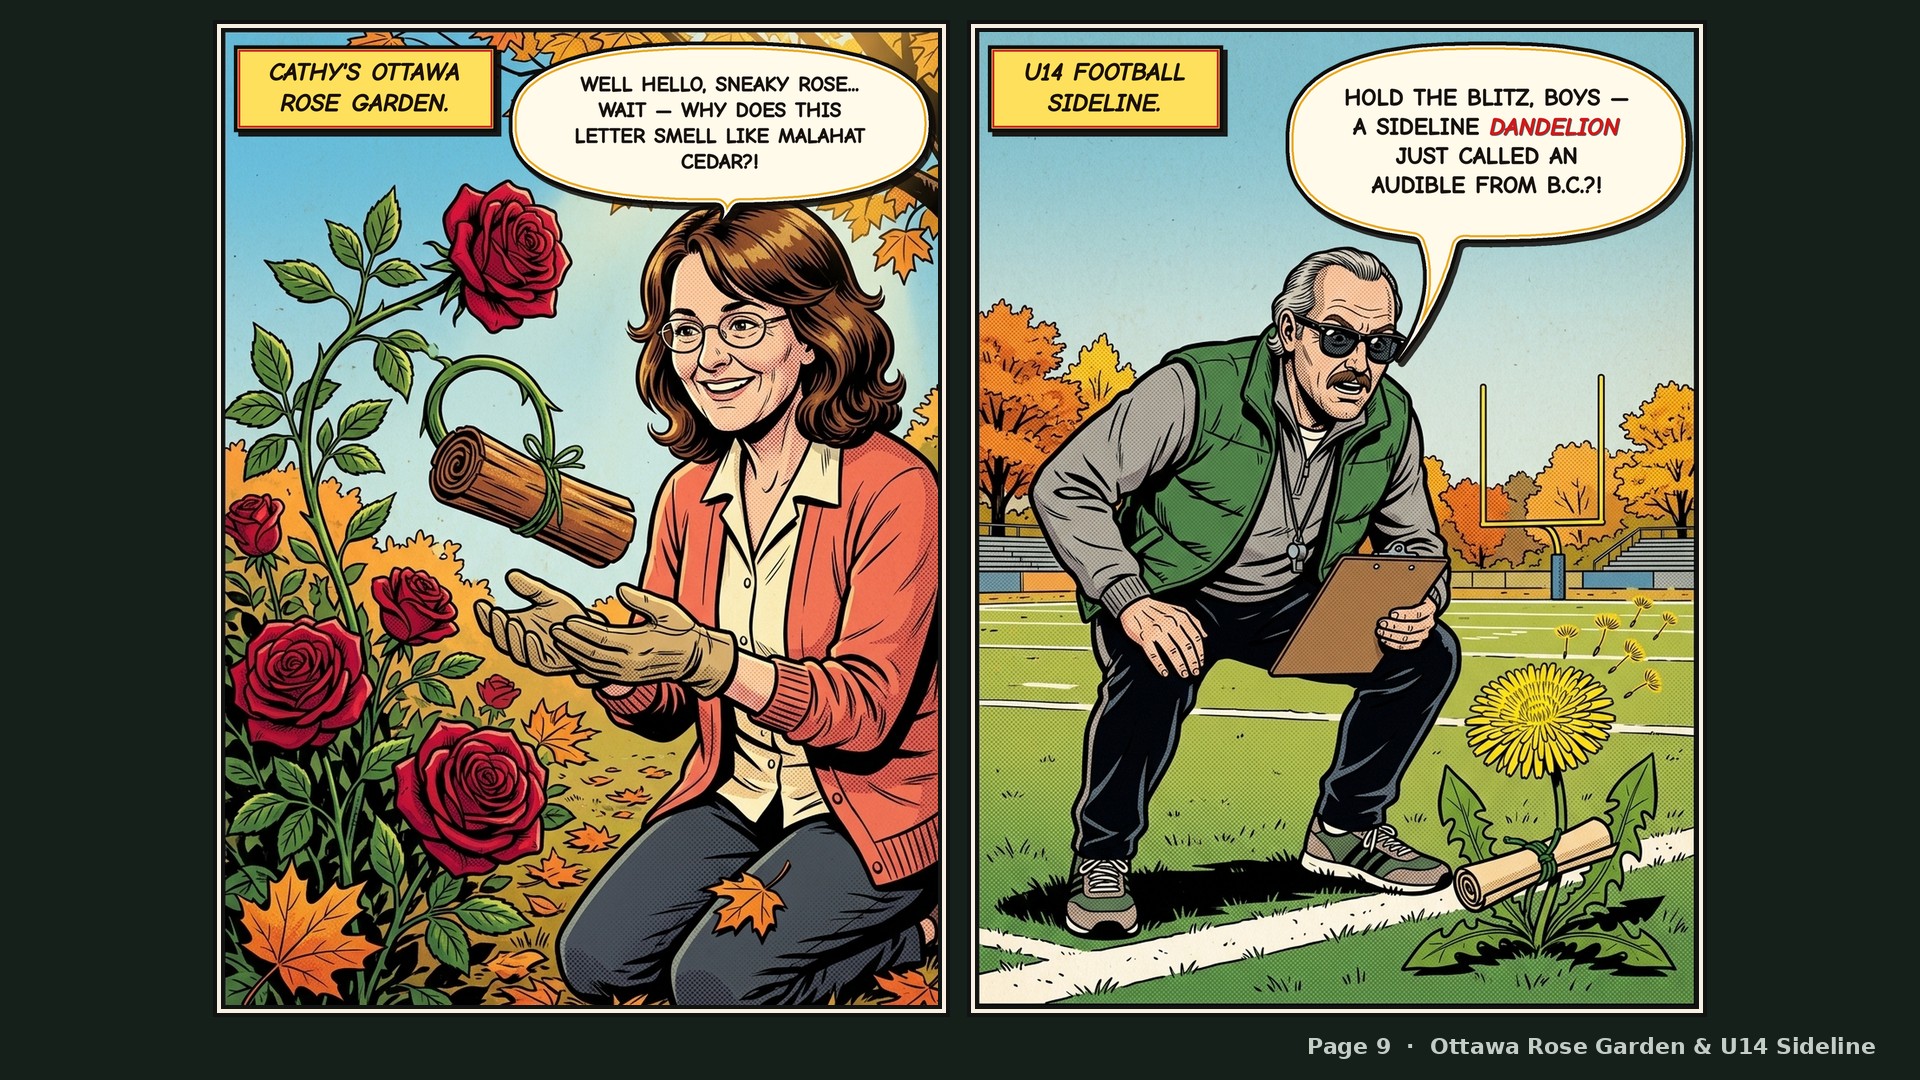 CATHY'S OTTAWA
ROSE GARDEN.
WELL HELLO, SNEAKY ROSE...
WAIT — WHY DOES THIS
LETTER SMELL LIKE MALAHAT
CEDAR?!
U14 FOOTBALL
SIDELINE.
HOLD THE BLITZ, BOYS —
A SIDELINE DANDELION
JUST CALLED AN
AUDIBLE FROM B.C.?!
Page 9 · Ottawa Rose Garden & U14 Sideline